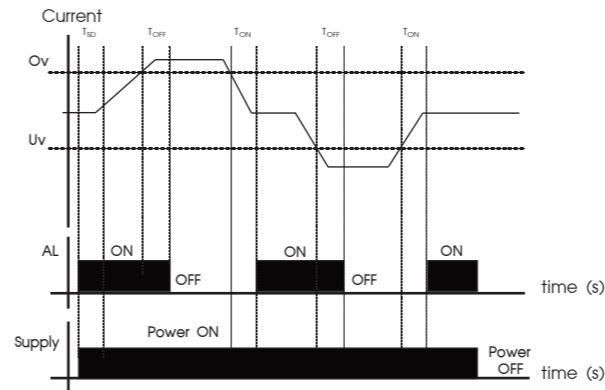 Current
TSD TOFF TON TOFF TON
Ov
Uv
AL
ON ON ON
OFF OFF
time (s)
Supply
Power ON
Power
OFF
time (s)